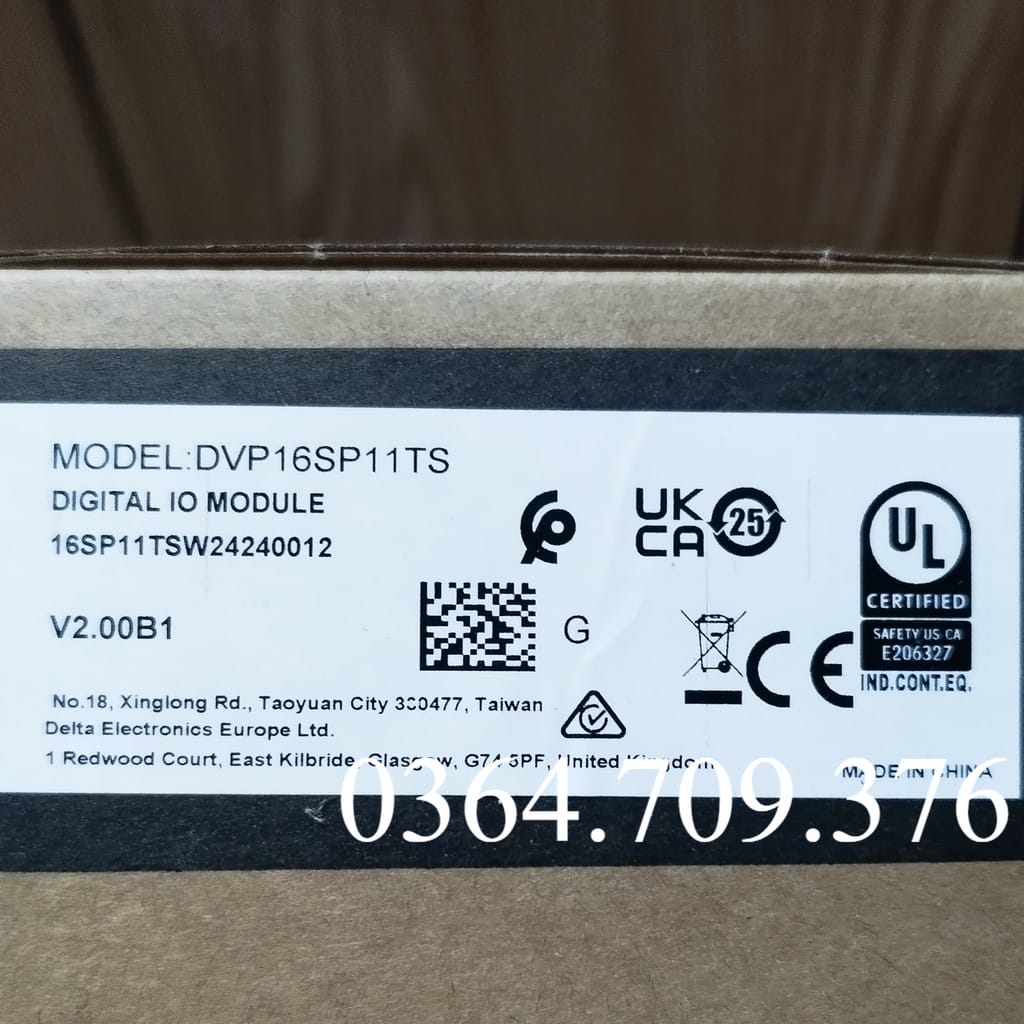 MODEL:DVP16SP11TS
DIGITAL IO MODULE
16SP11TSW24240012
V2.00B1
G
UK
CA
25
UL
CERTIFIED
SAFETY US CA
E206327
IND.CONT.EQ.
CE
No.18, Xinglong Rd., Taoyuan City 330477, Taiwan
Delta Electronics Europe Ltd.
1 Redwood Court, East Kilbride, Glasgow, G74 5PF, United Kingdom
MADE IN CHINA
0364.709.376